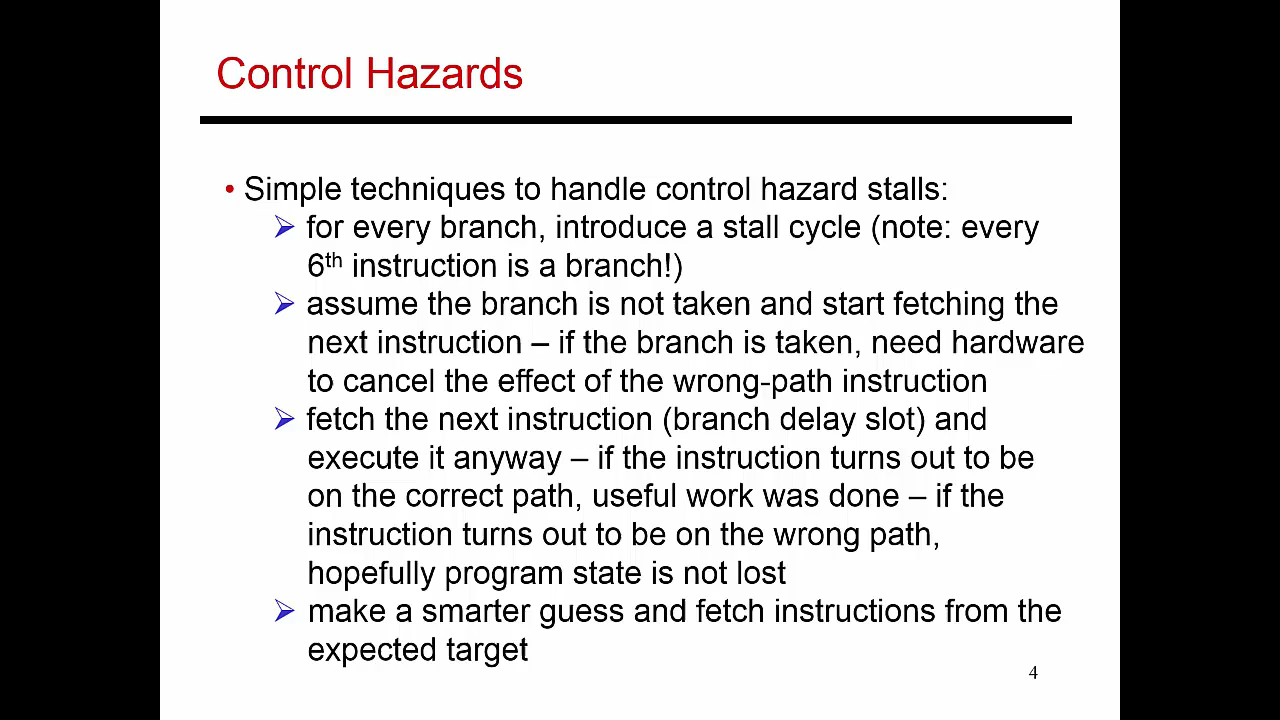 Control Hazards
• Simple techniques to handle control hazard stalls:
➢ for every branch, introduce a stall cycle (note: every
6th instruction is a branch!)
➢ assume the branch is not taken and start fetching the
next instruction – if the branch is taken, need hardware
to cancel the effect of the wrong-path instruction
➢ fetch the next instruction (branch delay slot) and
execute it anyway – if the instruction turns out to be
on the correct path, useful work was done – if the
instruction turns out to be on the wrong path,
hopefully program state is not lost
➢ make a smarter guess and fetch instructions from the
expected target
4